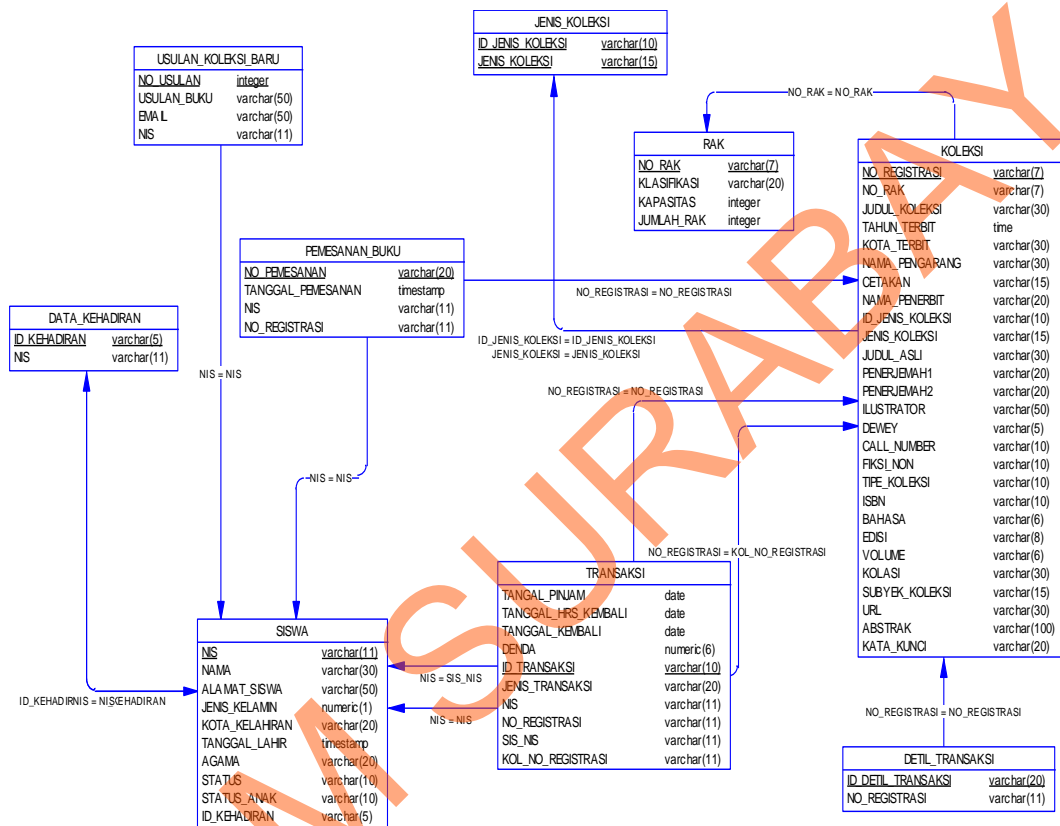 JENIS_KOLEKSI
ID_JENIS_KOLEKSI varchar(10)
JENIS_KOLEKSI varchar(15)
USULAN_KOLEKSI_BARU
NO_USULAN integer
USULAN_BUKU varchar(50)
EMAIL varchar(50)
NIS varchar(11)
NO_RAK = NO_RAK
RAK
NO_RAK varchar(7)
KLASIFIKASI varchar(20)
KAPASITAS integer
JUMLAH_RAK integer
KOLEKSI
NO_REGISTRASI varchar(7)
NO_RAK varchar(7)
JUDUL_KOLEKSI varchar(30)
TAHUN_TERBIT time
KOTA_TERBIT varchar(30)
NAMA_PENGARANG varchar(30)
CETAKAN varchar(15)
NAMA_PENERBIT varchar(20)
ID_JENIS_KOLEKSI varchar(10)
JENIS_KOLEKSI varchar(15)
JUDUL_ASLI varchar(30)
PENERJEMAH1 varchar(20)
PENERJEMAH2 varchar(20)
ILUSTRATOR varchar(50)
DEWEY varchar(5)
CALL_NUMBER varchar(10)
FIKSI_NON varchar(10)
TIPE_KOLEKSI varchar(10)
ISBN varchar(10)
BAHASA varchar(6)
EDISI varchar(8)
VOLUME varchar(6)
KOLASI varchar(30)
SUBYEK_KOLEKSI varchar(15)
URL varchar(30)
ABSTRAK varchar(100)
KATA_KUNCI varchar(20)
PEMESANAN_BUKU
NO_PEMESANAN varchar(20)
TANGGAL_PEMESANAN timestamp
NIS varchar(11)
NO_REGISTRASI varchar(11)
NO_REGISTRASI = NO_REGISTRASI
DATA_KEHADIRAN
ID_KEHADIRAN varchar(5)
NIS varchar(11)
ID_JENIS_KOLEKSI = ID_JENIS_KOLEKSI
JENIS_KOLEKSI = JENIS_KOLEKSI
NIS = NIS
NO_REGISTRASI = NO_REGISTRASI
NIS = NIS
NO_REGISTRASI = KOL_NO_REGISTRASI
TRANSAKSI
TANGAL_PINJAM date
TANGGAL_HRS_KEMBALI date
TANGGAL_KEMBALI date
DENDA numeric(6)
ID_TRANSAKSI varchar(10)
JENIS_TRANSAKSI varchar(20)
NIS varchar(11)
NO_REGISTRASI varchar(11)
SIS_NIS varchar(11)
KOL_NO_REGISTRASI varchar(11)
SISWA
NIS varchar(11)
NAMA varchar(30)
ALAMAT_SISWA varchar(50)
JENIS_KELAMIN numeric(1)
KOTA_KELAHIRAN varchar(20)
TANGGAL_LAHIR timestamp
AGAMA varchar(20)
STATUS varchar(10)
STATUS_ANAK varchar(10)
ID_KEHADIRAN varchar(5)
NIS = SIS_NIS
NIS = NIS
NO_REGISTRASI = NO_REGISTRASI
DETIL_TRANSAKSI
ID_DETIL_TRANSAKSI varchar(20)
NO_REGISTRASI varchar(11)
M SURABAY